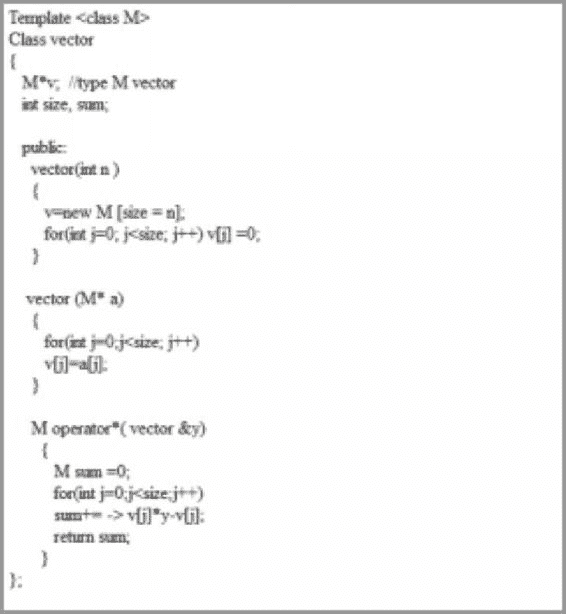 Template <class M>
Class vector
{
M*v; //type M vector
int size, sum;
public:
vector(int n )
{
v=new M [size = n];
for(int j=0; j<size; j++) v[j] =0;
}
vector (M* a)
{
for(int j=0;j<size; j++)
v[j]=a[j];
}
M operator*( vector &y)
{
M sum =0;
for(int j=0;j<size;j++)
sum+= -> v[j]*y-v[j];
return sum;
}
};